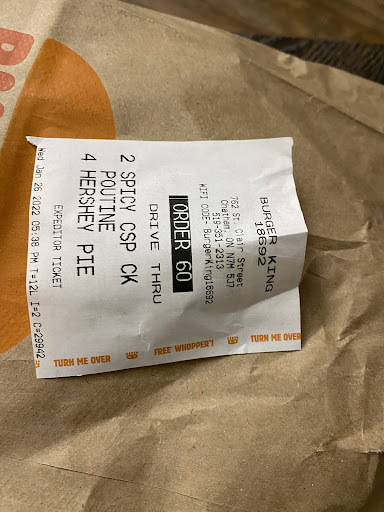 BURGER KING
18692
762 St. Clair Street
Chatham, ON N7M 5J7
519-351-2313
WIFI CODE- BurgerKing18692
ORDER 60
DRIVE THRU
2 SPICY CSP CK
POUTINE
4 HERSHEY PIE
EXPEDITOR TICKET
Wed Jan 26 2022 05:38 PM T=126, I=2 C=29942
TURN ME OVER
FREE WHOPPER®!
TURN ME OVER